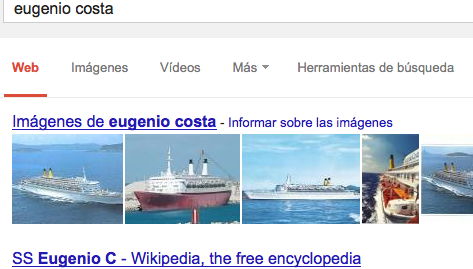 eugenio costa
Web Imágenes Vídeos Más Herramientas de búsqueda
Imágenes de eugenio costa - Informar sobre las imágenes
SS Eugenio C - Wikipedia, the free encyclopedia